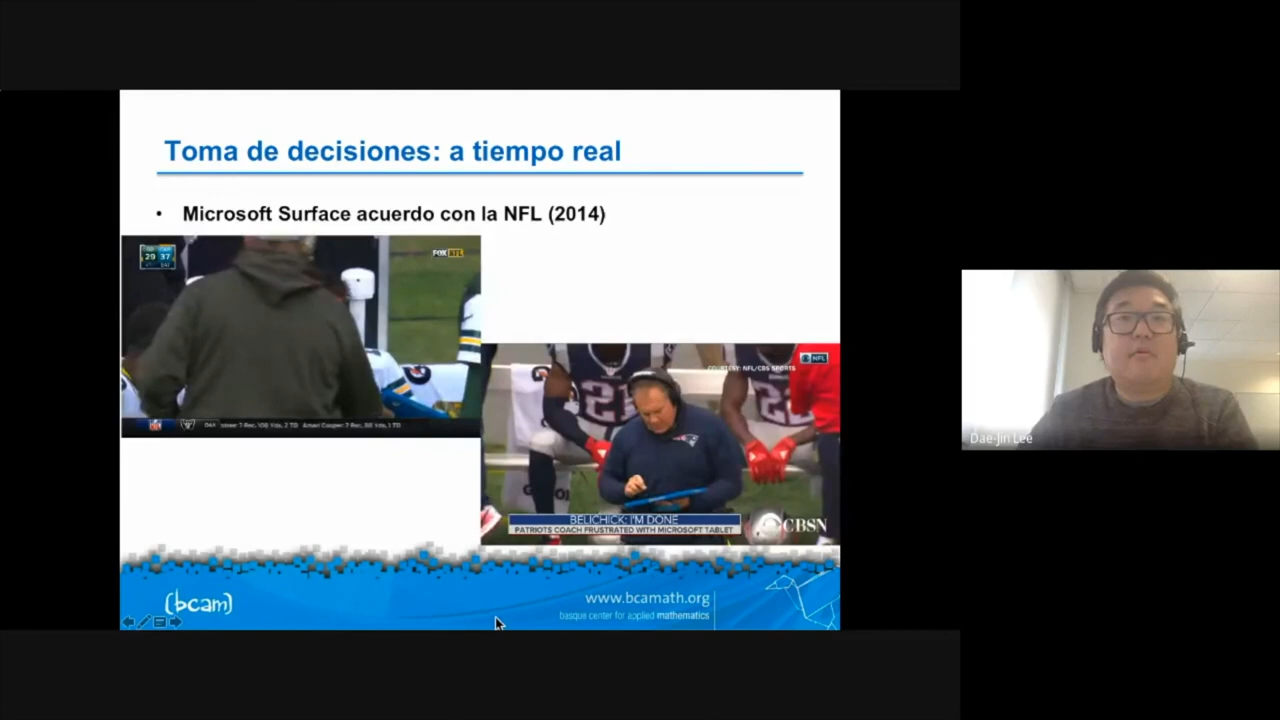 Toma de decisiones: a tiempo real
• Microsoft Surface acuerdo con la NFL (2014)
29 37
FOX NFL
NFL
COURTESY: NFL/CBS SPORTS
21
22
BELICHICK: I'M DONE
PATRIOTS COACH FRUSTRATED WITH MICROSOFT TABLET
CBSN
Dae-Jin Lee
(bcam)
www.bcamath.org
basque center for applied mathematics